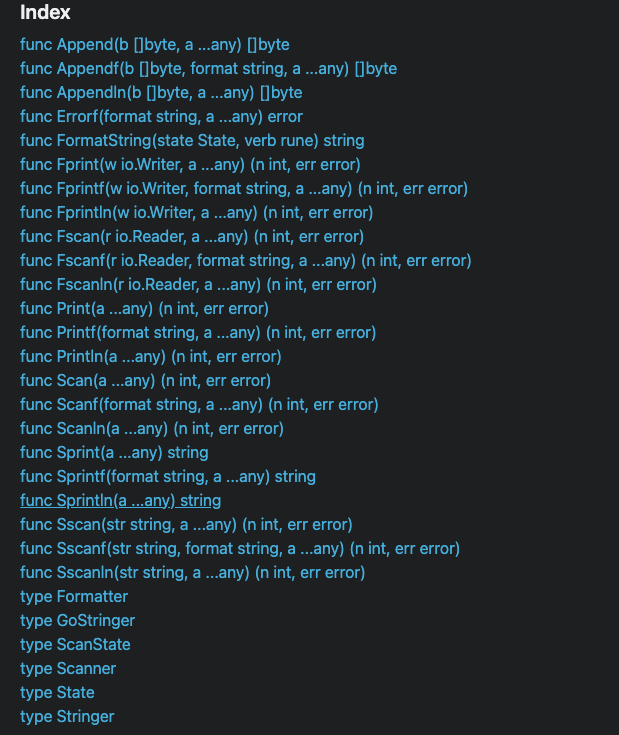 Index
func Append(b []byte, a ...any) []byte
func Appendf(b []byte, format string, a ...any) []byte
func Appendln(b []byte, a ...any) []byte
func Errorf(format string, a ...any) error
func FormatString(state State, verb rune) string
func Fprint(w io.Writer, a ...any) (n int, err error)
func Fprintf(w io.Writer, format string, a ...any) (n int, err error)
func Fprintln(w io.Writer, a ...any) (n int, err error)
func Fscan(r io.Reader, a ...any) (n int, err error)
func Fscanf(r io.Reader, format string, a ...any) (n int, err error)
func Fscanln(r io.Reader, a ...any) (n int, err error)
func Print(a ...any) (n int, err error)
func Printf(format string, a ...any) (n int, err error)
func Println(a ...any) (n int, err error)
func Scan(a ...any) (n int, err error)
func Scanf(format string, a ...any) (n int, err error)
func Scanln(a ...any) (n int, err error)
func Sprint(a ...any) string
func Sprintf(format string, a ...any) string
func Sprintln(a ...any) string
func Sscan(str string, a ...any) (n int, err error)
func Sscanf(str string, format string, a ...any) (n int, err error)
func Sscanln(str string, a ...any) (n int, err error)
type Formatter
type GoStringer
type ScanState
type Scanner
type State
type Stringer